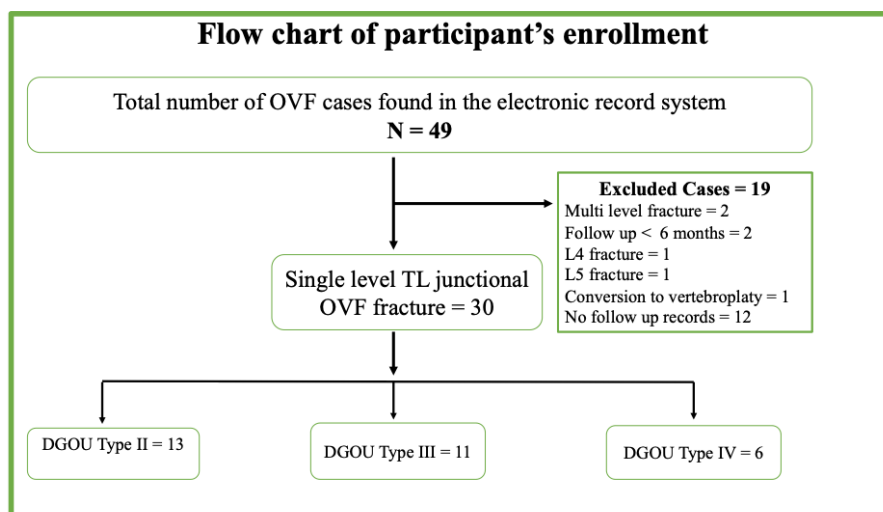 Flow chart of participant's enrollment
Total number of OVF cases found in the electronic record system
N = 49
Excluded Cases = 19
Multi level fracture = 2
Follow up < 6 months = 2
L4 fracture = 1
L5 fracture = 1
Conversion to vertebroplaty = 1
No follow up records = 12
Single level TL junctional
OVF fracture = 30
DGOU Type II = 13
DGOU Type III = 11
DGOU Type IV = 6